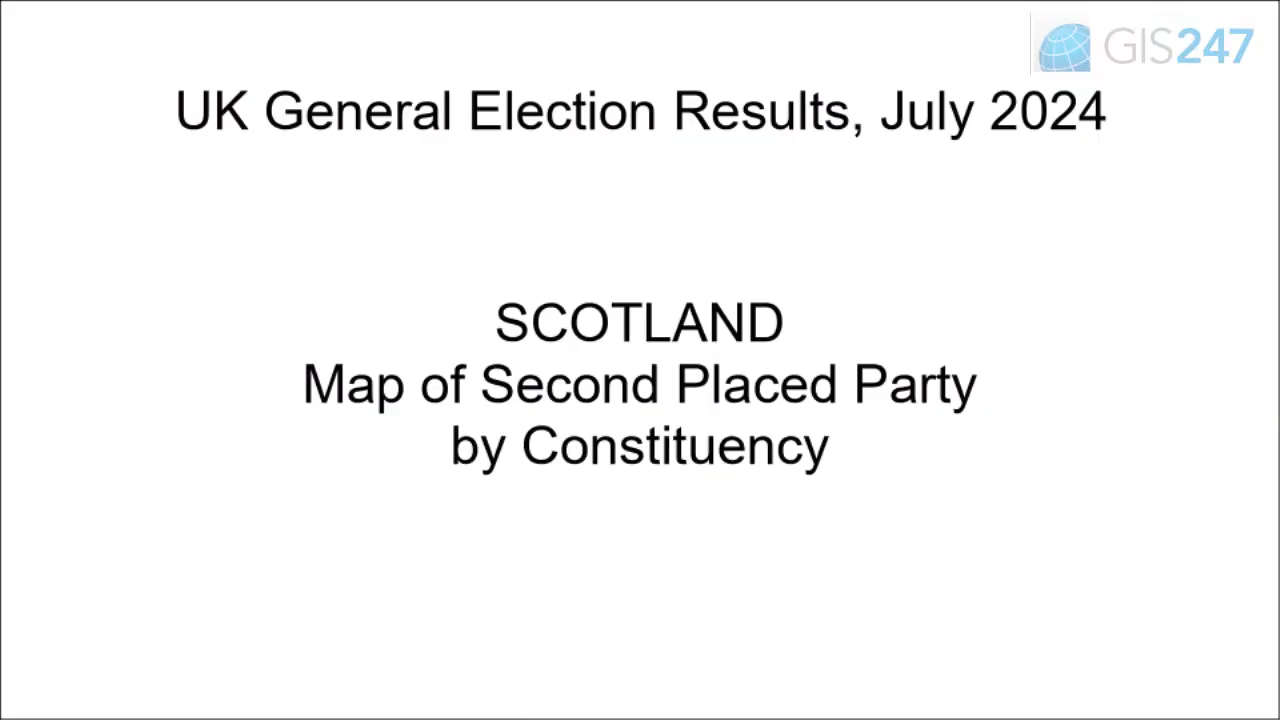 GIS247
UK General Election Results, July 2024
SCOTLAND
Map of Second Placed Party
by Constituency